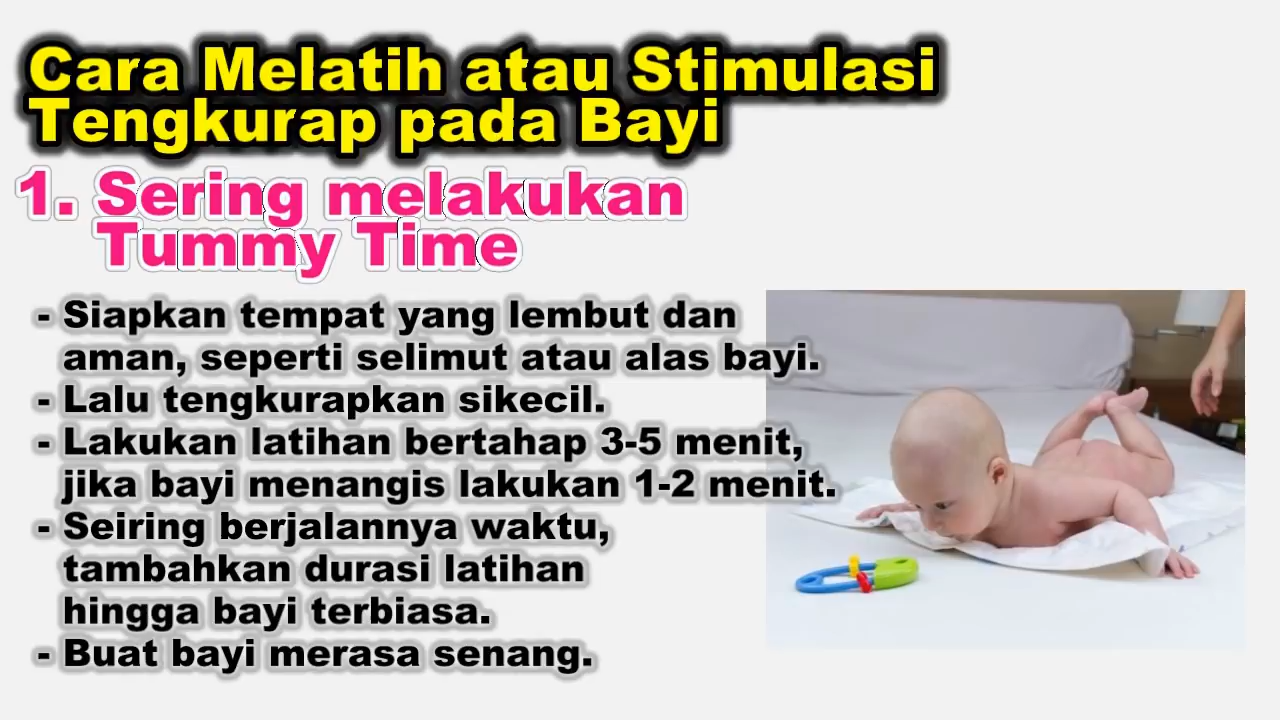 Cara Melatih atau Stimulasi
Tengkurap pada Bayi
1. Sering melakukan
Tummy Time
- Siapkan tempat yang lembut dan
aman, seperti selimut atau alas bayi.
- Lalu tengkurapkan sikecil.
- Lakukan latihan bertahap 3-5 menit,
jika bayi menangis lakukan 1-2 menit.
- Seiring berjalannya waktu,
tambahkan durasi latihan
hingga bayi terbiasa.
- Buat bayi merasa senang.